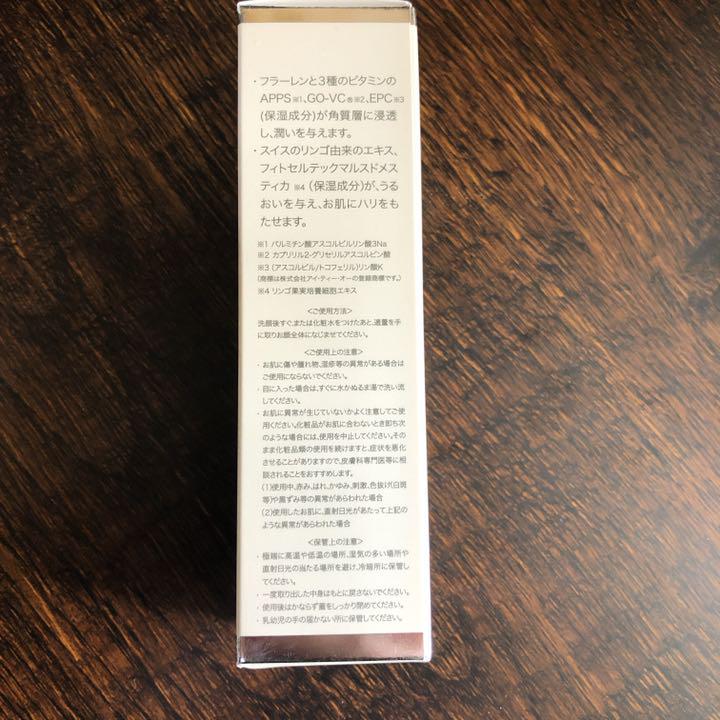 ・フラーレンと3種のビタミンの
APPS※1、GO-VC®※2、EPC※3
(保湿成分)が角質層に浸透
し、潤いを与えます。
・スイスのリンゴ由来のエキス、
フィトセルテックマルスドメス
ティカ ※4 (保湿成分)が、うる
おいを与え、お肌にハリをも
たせます。
※1 パルミチン酸アスコルビルリン酸3Na
※2 カプリリル2-グリセリルアスコルビン酸
※3 (アスコルビル/トコフェリル)リン酸K
(商標は株式会社アイ・ティー・オーの登録商標です。)
※4 リンゴ果実培養細胞エキス
<ご使用方法>
洗顔後すぐ、または化粧水をつけたあと、適量を手
に取りお顔全体になじませてください。
<ご使用上の注意>
・お肌に傷や腫れ物、湿疹等の異常がある場合は
ご使用にならないでください。
・目に入った場合は、すぐに水かぬるま湯で洗い流
してください。
・お肌に異常が生じていないかよく注意してご使
用ください。化粧品がお肌に合わないとき即ち次
のような場合には、使用を中止してください。その
まま化粧品類の使用を続けますと、症状を悪化
させることがありますので、皮膚科専門医等に相
談されることをおすすめします。
(1)使用中、赤み、はれ、かゆみ、刺激、色抜け(白斑
等)や黒ずみ等の異常があらわれた場合
(2)使用したお肌に、直射日光があたって上記の
ような異常があらわれた場合
<保管上の注意>
・極端に高温や低温の場所、湿気の多い場所や
直射日光の当たる場所を避け、冷暗所に保管し
てください。
・一度取り出した中身はもとに戻さないでください。
・使用後はかならず蓋をしっかり閉めてください。
・乳幼児の手の届かない所に保管してください。